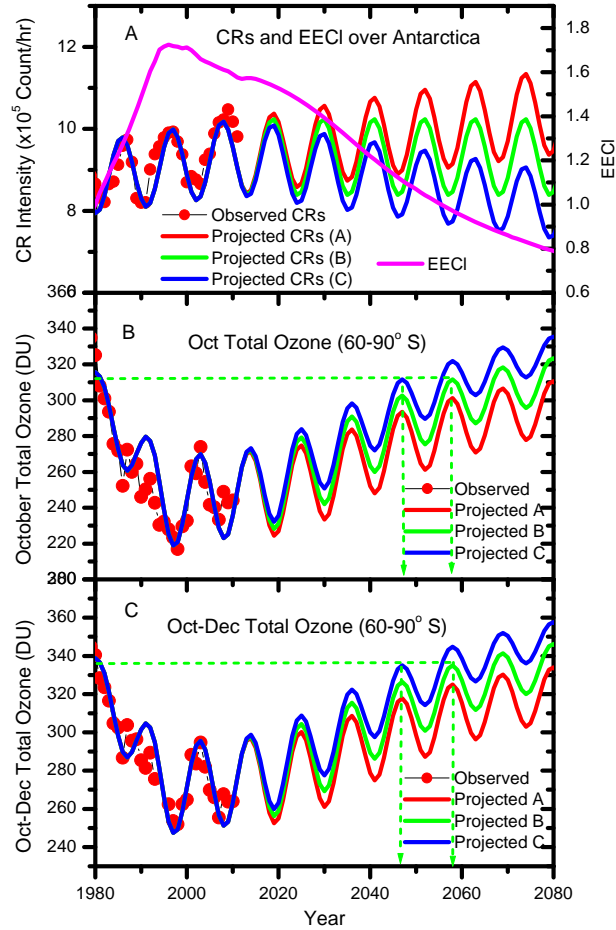 A CRs and EECl over Antarctica
12
10
8
6
CR Intensity (x10⁵ Count/hr)
1.8
1.6
1.4
1.2
1.0
0.8
0.6
EECl
Observed CRs
Projected CRs (A)
Projected CRs (B)
Projected CRs (C)
EECl
B
Oct Total Ozone (60-90° S)
360
340
320
300
280
260
240
220
October Total Ozone (DU)
Observed
Projected A
Projected B
Projected C
C
Oct-Dec Total Ozone (60-90° S)
380
360
340
320
300
280
260
240
Oct-Dec Total Ozone (DU)
Observed
Projected A
Projected B
Projected C
1980 2000 2020 2040 2060 2080
Year